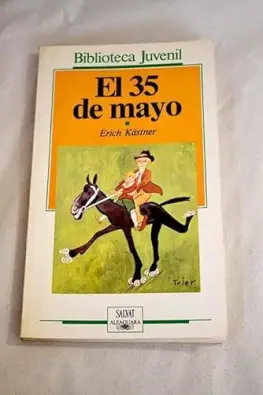 Biblioteca Juvenil
El 35
de mayo
Erich Kästner
Trier.
SALVAT
ALFAGUARA